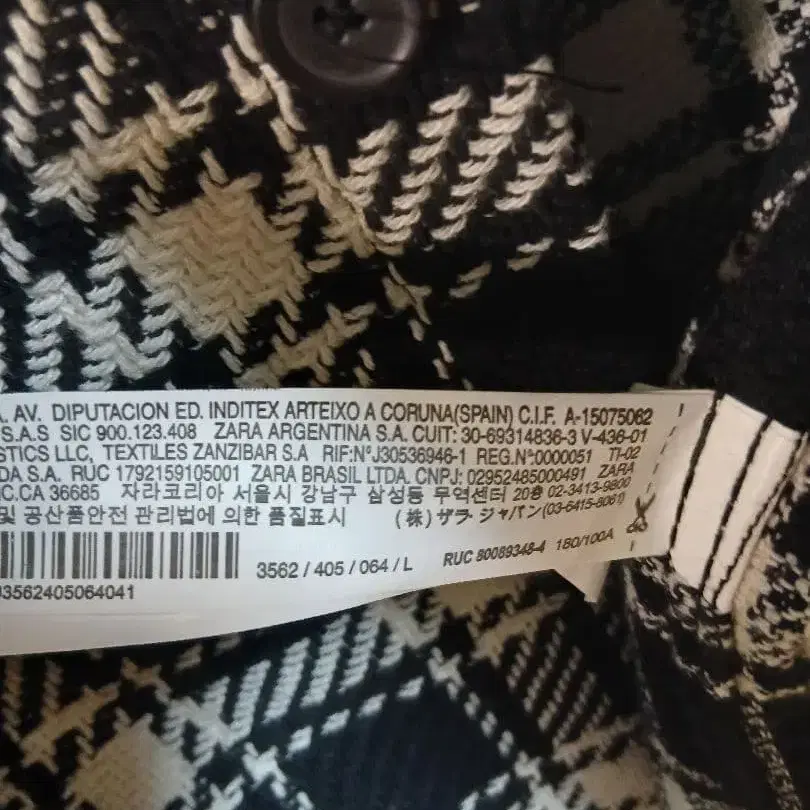 . AV. DIPUTACION ED. INDITEX ARTEIXO A CORUNA(SPAIN) C.I.F. A-15075062
S.A.S SIC 900.123.408 ZARA ARGENTINA S.A. CUIT: 30-69314836-3 V-436-01
STICS LLC, TEXTILES ZANZIBAR S.A RIF:N°J30536946-1 REG.N°0000051 TI-02
DA S.A. RUC 1792159105001 ZARA BRASIL LTDA. CNPJ: 02952485000491 ZARA
C.CA 36685 자라코리아 서울시 강남구 삼성동 무역센터 20층 02-3413-9800
및 공산품안전 관리법에 의한 품질표시 (株) ザラ ジャパン(03-6415-8061)
3562 / 405 / 064 / L RUC 80089348-4 180/100A
3562405064041